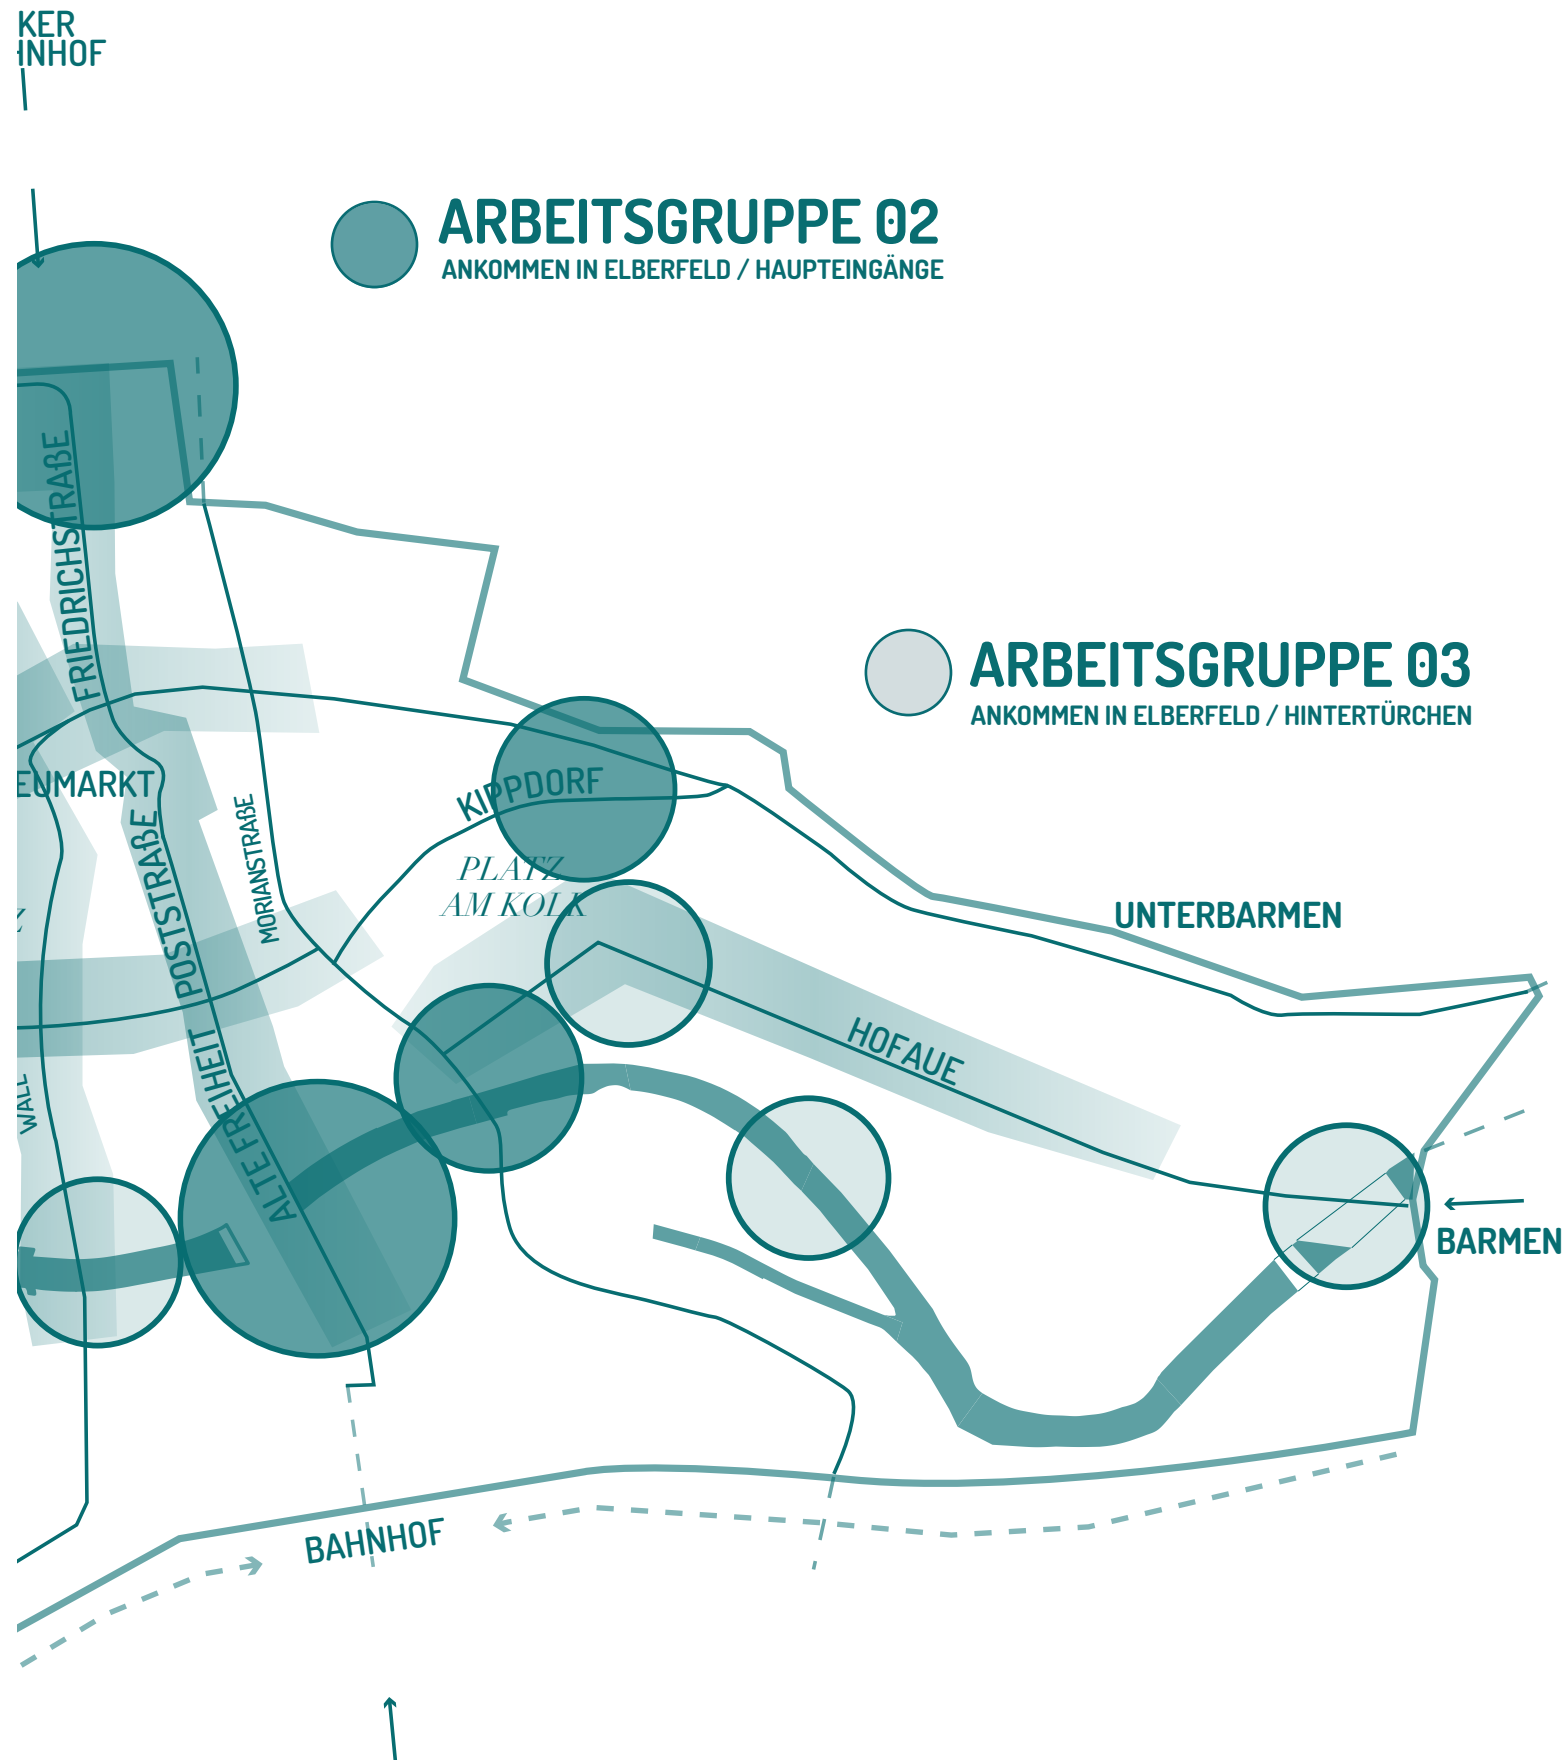 KER
INHOF
ARBEITSGRUPPE 02
ANKOMMEN IN ELBERFELD / HAUPTEINGÄNGE
FRIEDRICHSTRAßE
ARBEITSGRUPPE 03
ANKOMMEN IN ELBERFELD / HINTERTÜRCHEN
EUMARKT
KIPPDORF
POSTSTRAßE
MORIANSTRAßE
PLATZ
AM KOLK
Z
UNTERBARMEN
HOFAUE
WALL
ALTE FREIHEIT
BARMEN
BAHNHOF